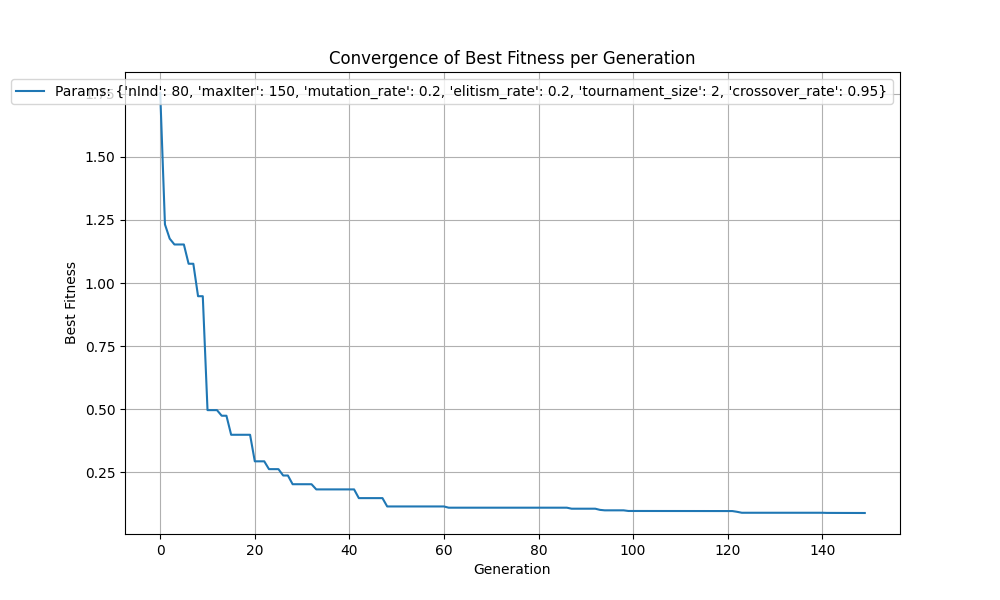 Convergence of Best Fitness per Generation
Params: {'nInd': 80, 'maxIter': 150, 'mutation_rate': 0.2, 'elitism_rate': 0.2, 'tournament_size': 2, 'crossover_rate': 0.95}
1.75
1.50
1.25
1.00
0.75
0.50
0.25
Best Fitness
0 20 40 60 80 100 120 140
Generation